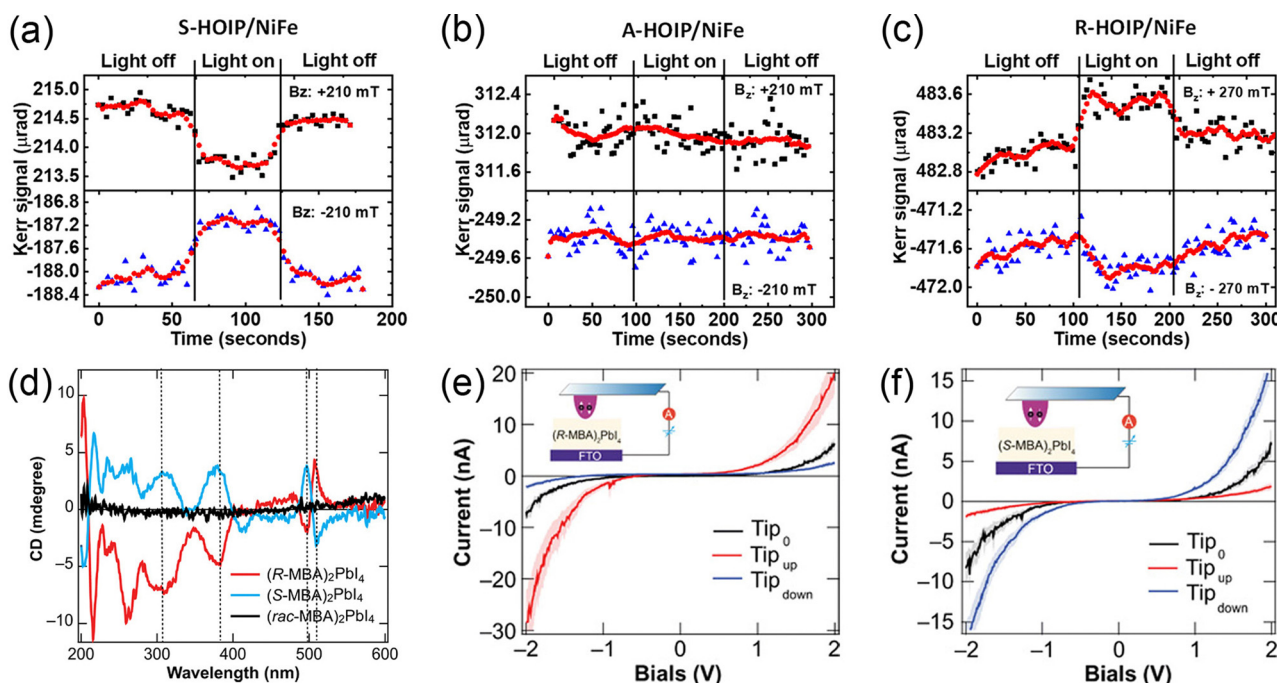 (a)
S-HOIP/NiFe
Light off
Light on
Light off
Kerr signal (µrad)
215.0
214.5
214.0
213.5
-186.8
-187.2
-187.6
-188.0
-188.4
Bz: +210 mT
Bz: -210 mT
0
50
100
150
200
Time (seconds)
(b)
A-HOIP/NiFe
Light off
Light on
Light off
Kerr signal (µrad)
312.4
312.0
311.6
-249.2
-249.6
-250.0
Bz: +210 mT
Bz: -210 mT
0
50
100
150
200
250
300
Time (seconds)
(c)
R-HOIP/NiFe
Light off
Light on
Light off
Kerr signal (µrad)
483.6
483.2
482.8
-471.2
-471.6
-472.0
Bz: + 270 mT
Bz: - 270 mT
0
50
100
150
200
250
300
Time (seconds)
(d)
CD (mdegree)
10
5
0
−5
−10
(R-MBA)₂PbI₄
(S-MBA)₂PbI₄
(rac-MBA)₂PbI₄
200
300
400
500
600
Wavelength (nm)
(e)
Current (nA)
20
10
0
−10
−20
−30
A
(R-MBA)₂PbI₄
FTO
Tip₀
Tip up
Tip down
−2
−1
0
1
2
Bials (V)
(f)
Current (nA)
15
10
5
0
−5
−10
−15
A
(S-MBA)₂PbI₄
FTO
Tip₀
Tip up
Tip down
−2
−1
0
1
2
Bials (V)